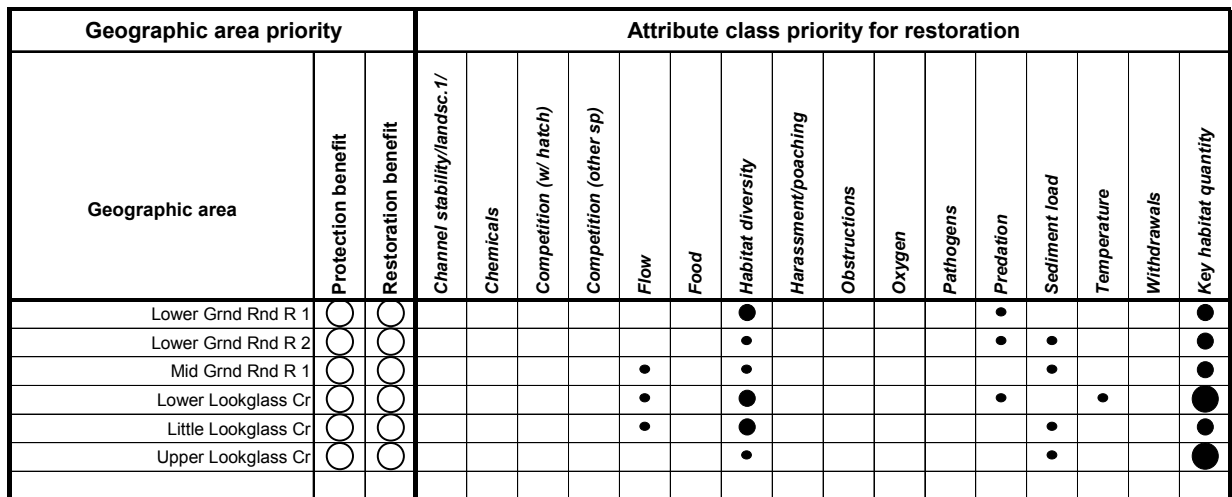 Geographic area priority
Attribute class priority for restoration
Geographic area
Protection benefit
Restoration benefit
Channel stability/landsc.1/
Chemicals
Competition (w/ hatch)
Competition (other sp)
Flow
Food
Habitat diversity
Harassment/poaching
Obstructions
Oxygen
Pathogens
Predation
Sediment load
Temperature
Withdrawals
Key habitat quantity
Lower Grnd Rnd R 1
Lower Grnd Rnd R 2
Mid Grnd Rnd R 1
Lower Lookglass Cr
Little Lookglass Cr
Upper Lookglass Cr